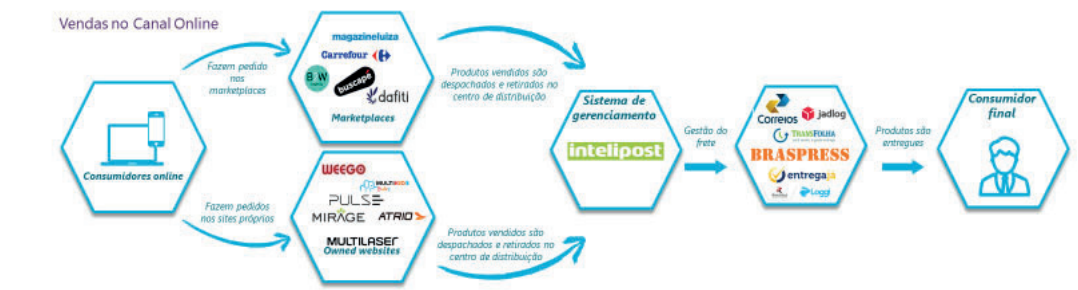 Vendas no Canal Online
Consumidores online
Fazem pedido
nos
marketplaces
magazineluiza
Carrefour
B W
buscapé
dafiti
Marketplaces
Produtos vendidos são
despachados e retirados no
centro de distribuição
Fazem pedidos
nos sites próprios
WEEGO
MULTIKIDS
PULSE
MIRAGE ATRIO
MULTILASER
Owned websites
Produtos vendidos são
despachados e retirados no
centro de distribuição
Sistema de
gerenciamento
intelipost
Gestão do
frete
Correios jadlog
TRANSFOLHA
BRASPRESS
entregaja
Loggi
Produtos são
entregues
Consumidor
final